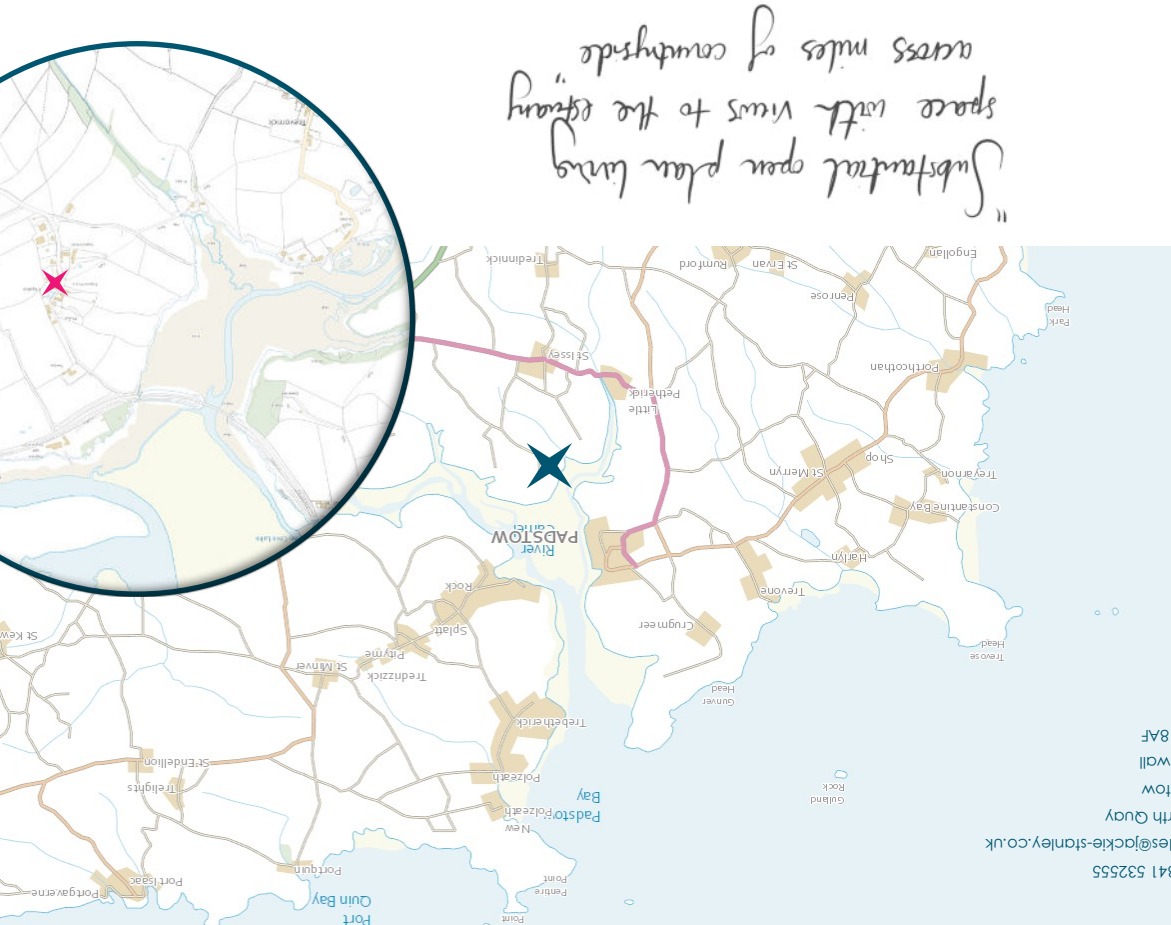 "Substantial open plan living
space with views to the estuary
across miles of countryside"
841 532555
les@jackie-stanley.co.uk
rth Quay
tow
wall
8AF
Point
Port
Quin Bay
Pentire
Point
Port Isaac
Portgaverne
Portquin
New
Polzeath
Padstow
Bay
Gulland
Rock
Polzeath
Trelights
St Endellion
Trebetherick
Gunver
Head
Trevose
Head
St Minver
Trednzzick
Pityme
Splatt
St Kew
Crugmeer
Rock
Trevone
Harlyn
River
Camel
PADSTOW
Constantine Bay
Treyarnon
St Merryn
Shop
Little
Petherick
St Issey
Porthcothan
Park
Head
Penrose
Tredinnick
Rumford
St Ervan
Engollan
Trevorrick